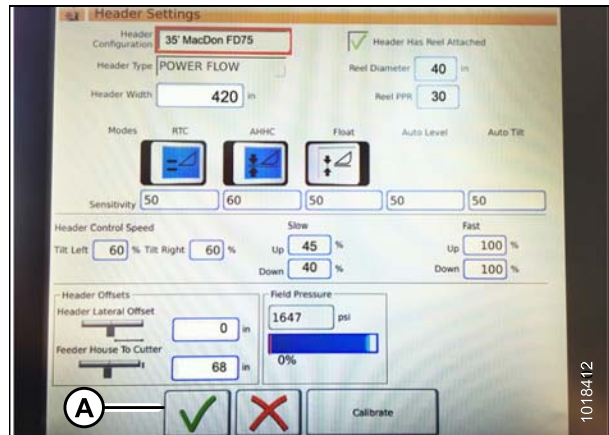 Header Settings
Header Configuration
35' MacDon FD75
Header Has Reel Attached
Header Type
POWER FLOW
Reel Diameter
40
in
Header Width
420
in
Reel PPR
30
Modes
RTC
AHHC
Float
Auto Level
Auto Tilt
Sensitivity
50
60
50
50
50
Header Control Speed
Slow
Fast
Tilt Left
60
%
Tilt Right
60
%
Up
45
%
Up
100
%
Down
40
%
Down
100
%
Header Offsets
Field Pressure
Header Lateral Offset
0
in
1647
psi
0%
Feeder House To Cutter
68
in
A
Calibrate
1018412